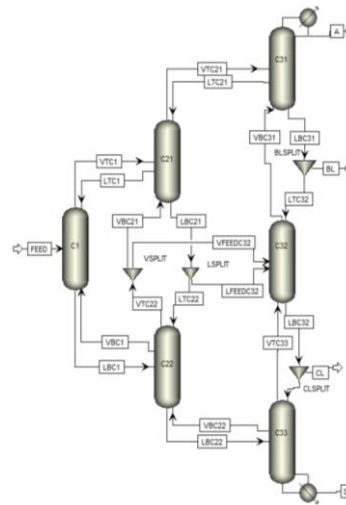 A
C31
VTC21
LTC21
VBC31
LBC31
BLSPLIT
BL
LTC32
C21
VTC1
LTC1
VBC21
LBC21
VFEEDC32
VSPLIT
LSPLIT
C32
FEED
C1
VTC22
LTC22
LFEEDC32
VBC1
LBC1
C22
LBC32
VTC33
CL
CLSPLIT
VBC22
LBC22
C33